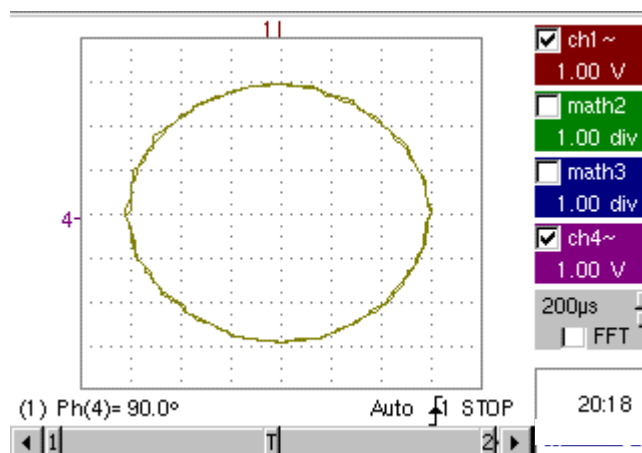 1
ch1~
1.00 V
math2
1.00 div
math3
1.00 div
4
ch4~
1.00 V
200µs
FFT
(1) Ph(4)= 90.0°
Auto 1 STOP
20:18
1
T
2